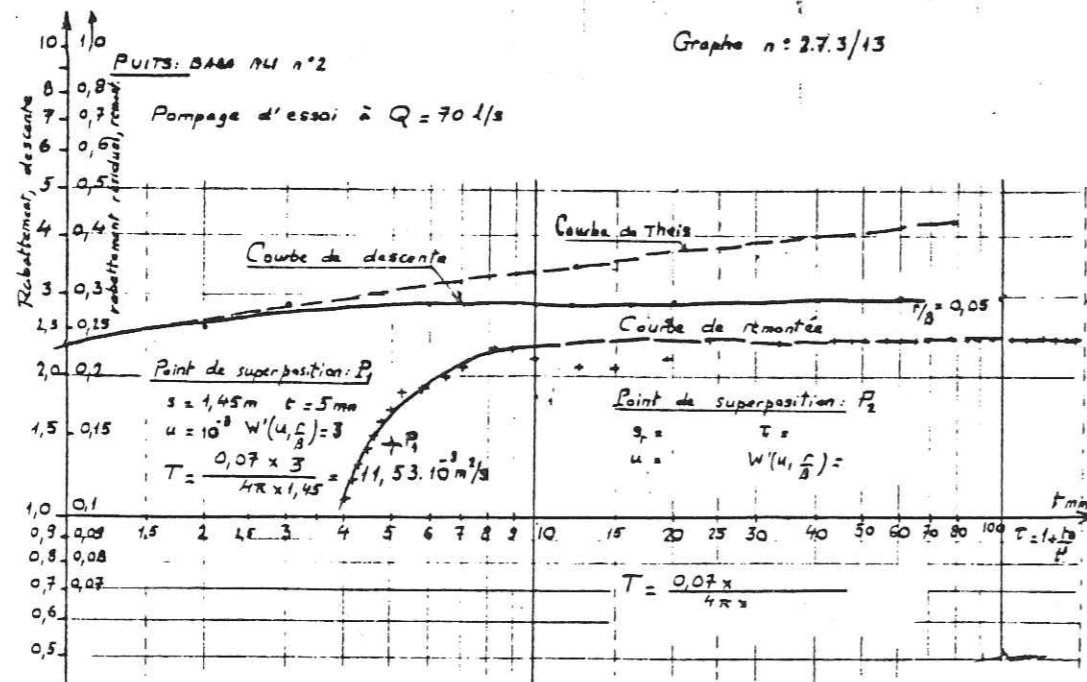 Graphe n° 2.7.3/13
PUITS: BABA ALI n°2
Pompage d'essai à Q = 70 l/s
Rabattement, descente
rabattement résiduel, remont.
10 1,0
8 0,8
7 0,7
6 0,6
5 0,5
4 0,4
3 0,3
2,5 0,25
2,0 0,2
1,5 0,15
1,0 0,1
0,9 0,09
0,8 0,08
0,7 0,07
0,6
0,5
Courbe de Theis
Courbe de descente
r/B = 0,05
Courbe de remontée
Point de superposition: P1
s = 1,45m t = 5mn
W'(u, r/B) = 3
T = 0,07 x 3 / 4π x 1,45 = 11,53.10⁻³ m²/s
P1
Point de superposition: P2
sr = τ =
u = W'(u, r/B) =
t min
1,5 2 2,5 3 4 5 6 7 8 9 10 15 20 25 30 40 50 60 70 80 100
T = 0,07 x / 4π x